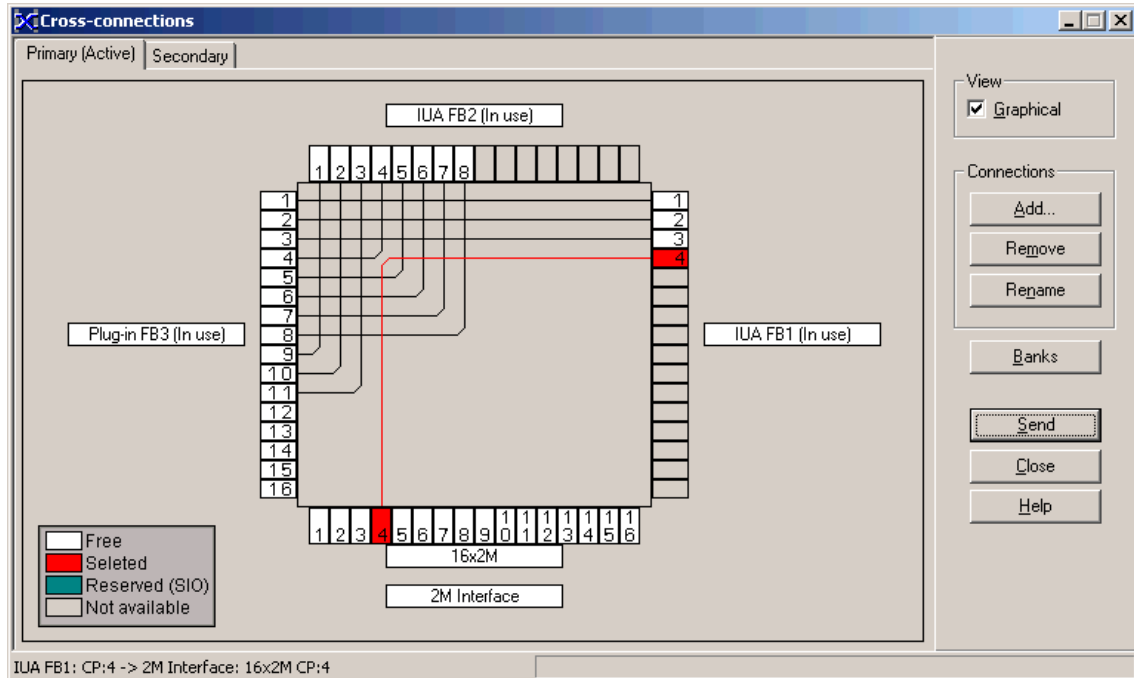 Cross-connections
Primary (Active) Secondary
View
Graphical
IUA FB2 (In use)
1 2 3 4 5 6 7 8
Connections
Add...
Remove
Rename
1
2
3
4
5
6
7
8
9
10
11
12
13
14
15
16
1
2
3
4
Plug-in FB3 (In use)
IUA FB1 (In use)
Banks
Send
Close
Help
1 2 3 4 5 6 7 8 9 10 11 12 13 14 15 16
16x2M
2M Interface
Free
Seleted
Reserved (SIO)
Not available
IUA FB1: CP:4 -> 2M Interface: 16x2M CP:4